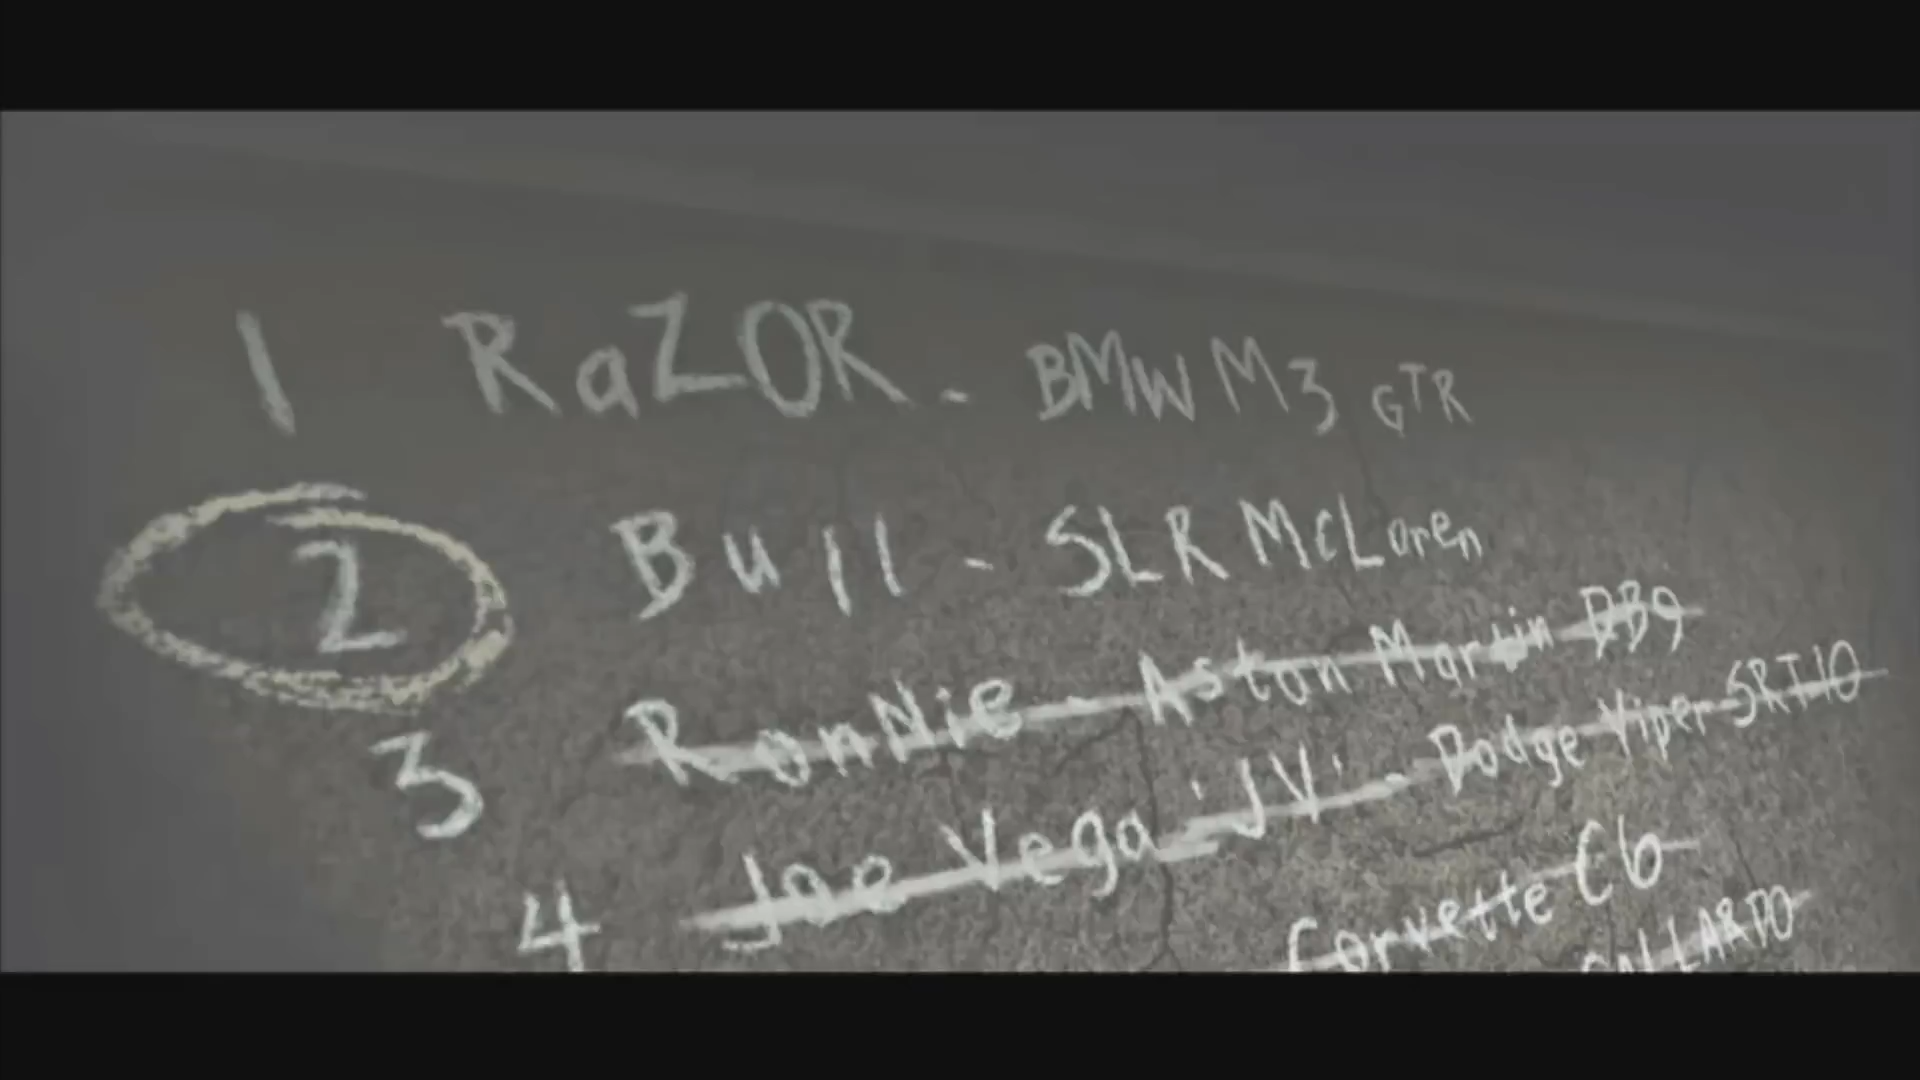 1 RaZOR - BMW M3 GTR
2 Bull - SLR McLaren
3 RonNie - Aston Martin DB9
4 Joe Vega 'JV' - Dodge Viper SRT10
Corvette C6
GALLARDO